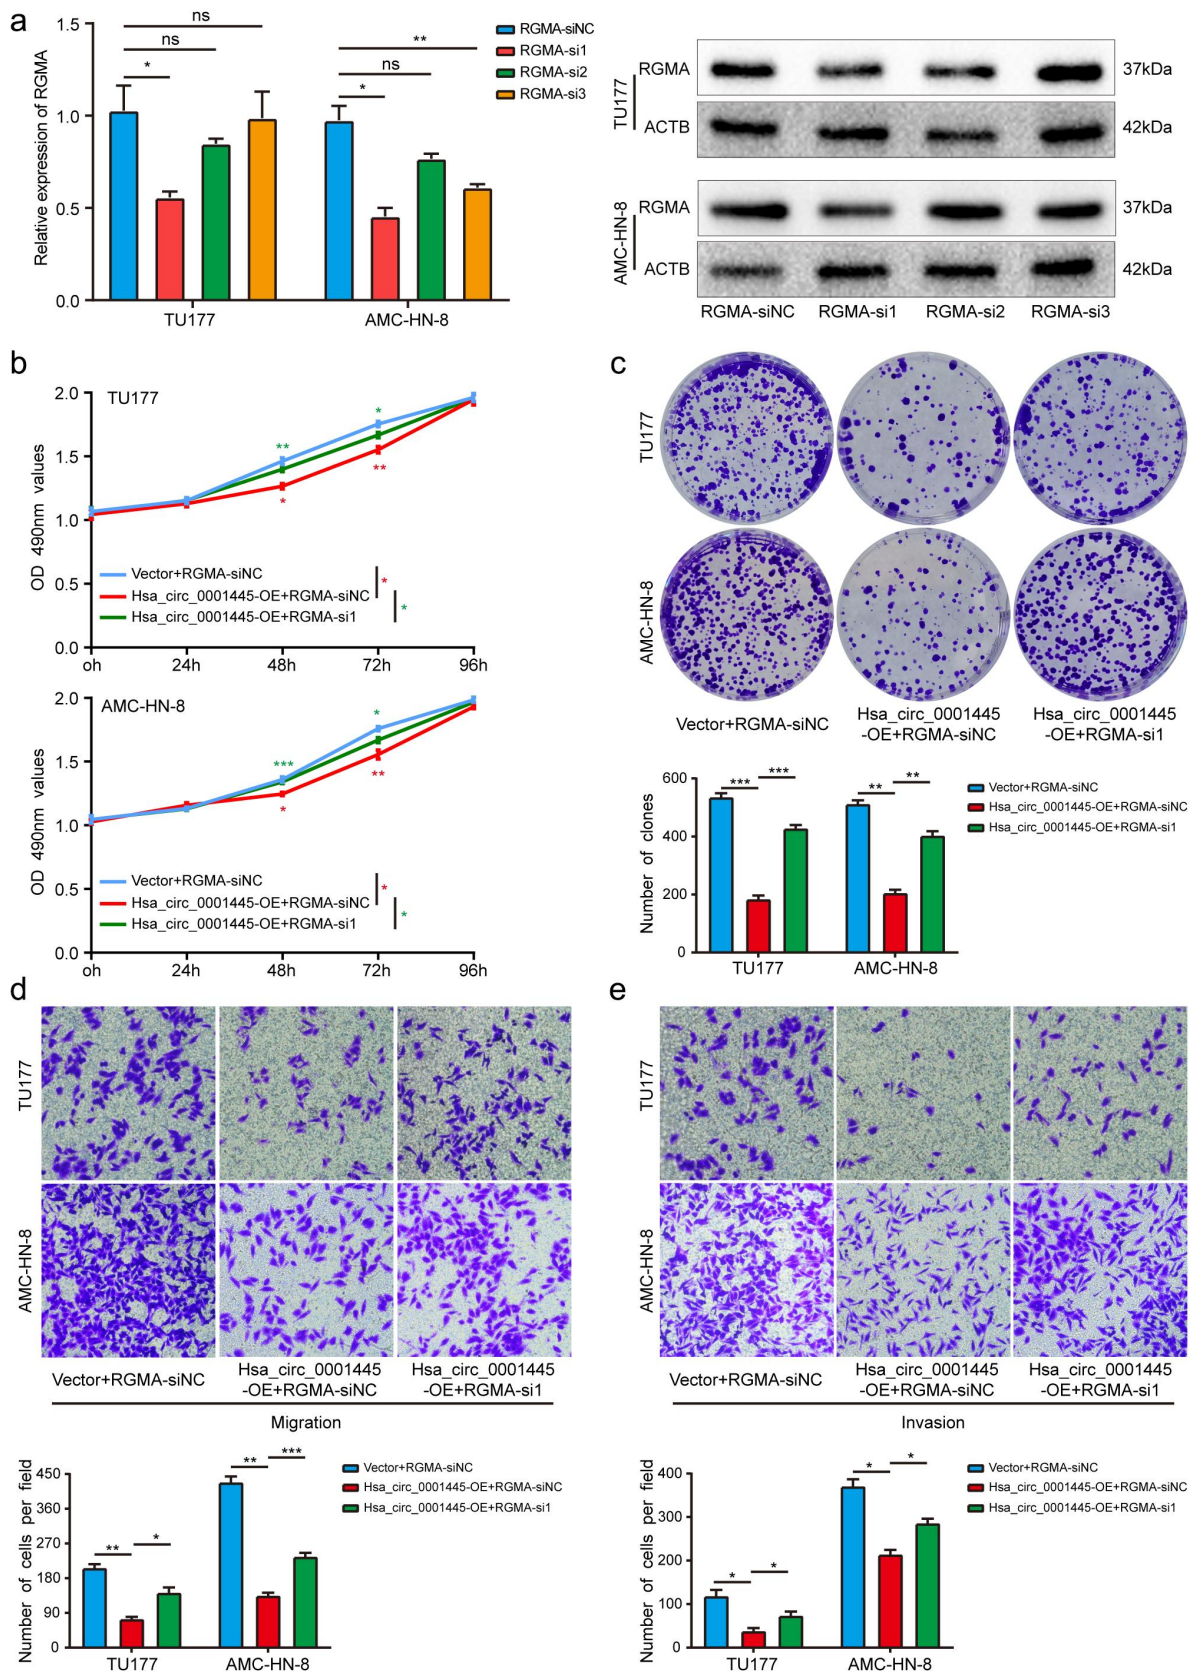 a
1.5
1.0
0.5
0.0
Relative expression of RGMA
ns
ns
*
**
ns
*
RGMA-siNC
RGMA-si1
RGMA-si2
RGMA-si3
TU177
AMC-HN-8
TU177
RGMA
37kDa
ACTB
42kDa
AMC-HN-8
RGMA
37kDa
ACTB
42kDa
RGMA-siNC
RGMA-si1
RGMA-si2
RGMA-si3
b
TU177
OD 490nm values
2.0
1.5
1.0
0.5
0.0
**
*
*
**
Vector+RGMA-siNC
Hsa_circ_0001445-OE+RGMA-siNC
Hsa_circ_0001445-OE+RGMA-si1
*
*
oh
24h
48h
72h
96h
AMC-HN-8
OD 490nm values
2.0
1.5
1.0
0.5
0.0
***
*
*
**
Vector+RGMA-siNC
Hsa_circ_0001445-OE+RGMA-siNC
Hsa_circ_0001445-OE+RGMA-si1
*
*
oh
24h
48h
72h
96h
c
TU177
AMC-HN-8
Vector+RGMA-siNC
Hsa_circ_0001445
-OE+RGMA-siNC
Hsa_circ_0001445
-OE+RGMA-si1
Number of clones
600
400
200
0
***
***
**
**
Vector+RGMA-siNC
Hsa_circ_0001445-OE+RGMA-siNC
Hsa_circ_0001445-OE+RGMA-si1
TU177
AMC-HN-8
d
TU177
AMC-HN-8
Vector+RGMA-siNC
Hsa_circ_0001445
-OE+RGMA-siNC
Hsa_circ_0001445
-OE+RGMA-si1
Migration
Number of cells per field
450
360
270
180
90
0
**
*
**
***
Vector+RGMA-siNC
Hsa_circ_0001445-OE+RGMA-siNC
Hsa_circ_0001445-OE+RGMA-si1
TU177
AMC-HN-8
e
TU177
AMC-HN-8
Vector+RGMA-siNC
Hsa_circ_0001445
-OE+RGMA-siNC
Hsa_circ_0001445
-OE+RGMA-si1
Invasion
Number of cells per field
400
300
200
100
0
*
*
*
*
Vector+RGMA-siNC
Hsa_circ_0001445-OE+RGMA-siNC
Hsa_circ_0001445-OE+RGMA-si1
TU177
AMC-HN-8